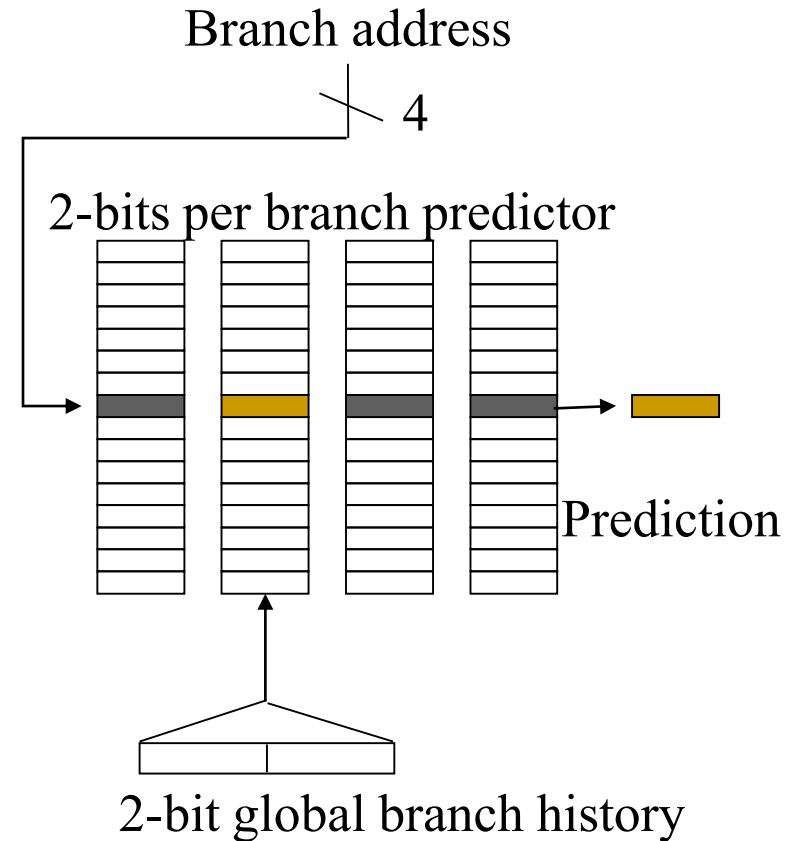 Branch address
4
2-bits per branch predictor
Prediction
2-bit global branch history